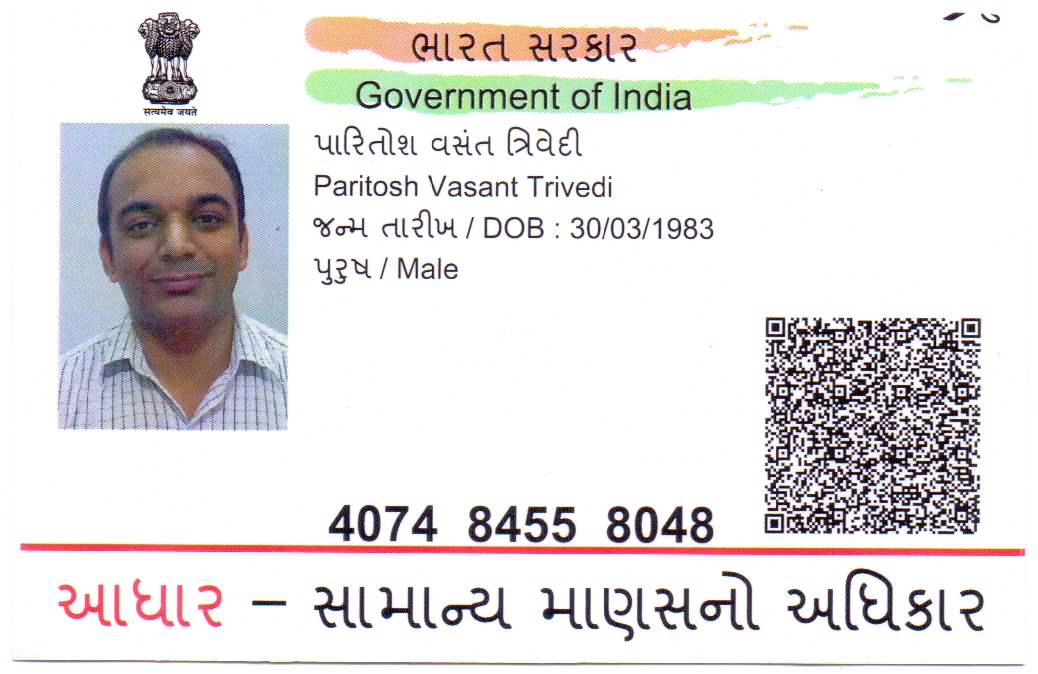 ભારત સરકાર
Government of India
सत्यमेव जयते
પારિતોશ વસંત ત્રિવેદી
Paritosh Vasant Trivedi
જન્મ તારીખ / DOB : 30/03/1983
પુરુષ / Male
4074 8455 8048
આધાર – સામાન્ય માણસનો અધિકાર